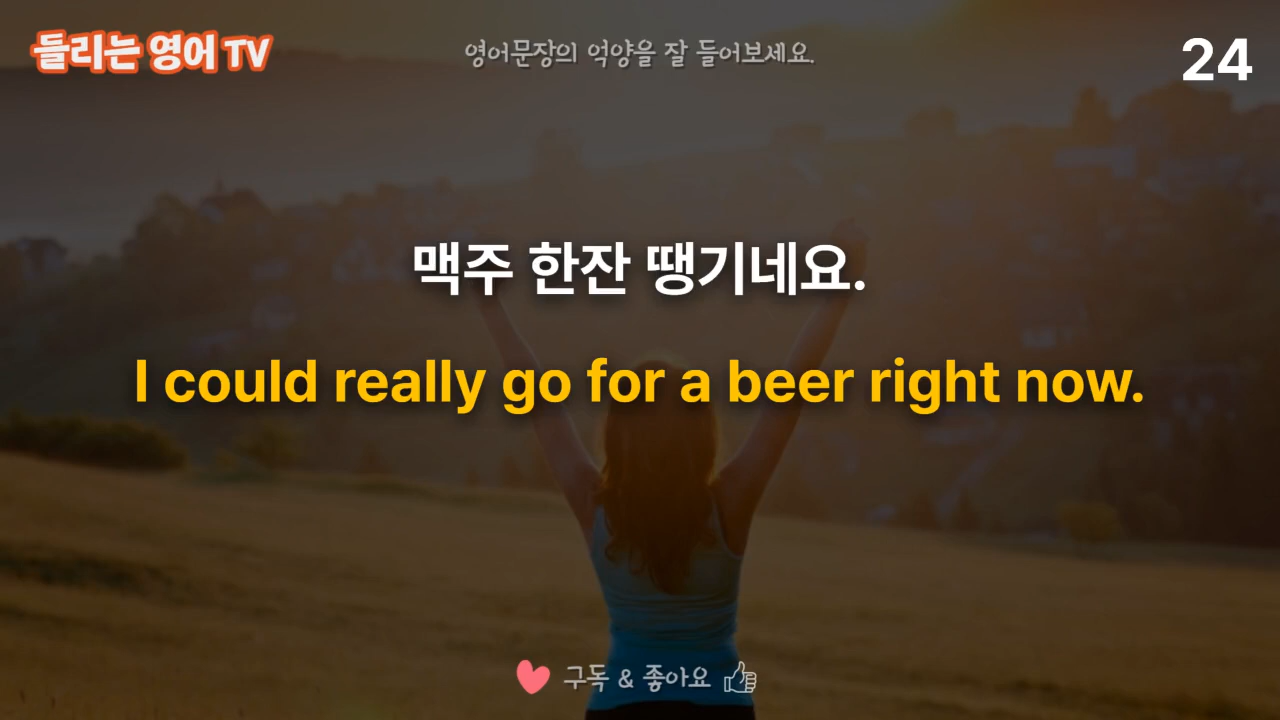 들리는 영어 TV
영어문장의 억양을 잘 들어보세요.
24
맥주 한잔 땡기네요.
I could really go for a beer right now.
구독 & 좋아요